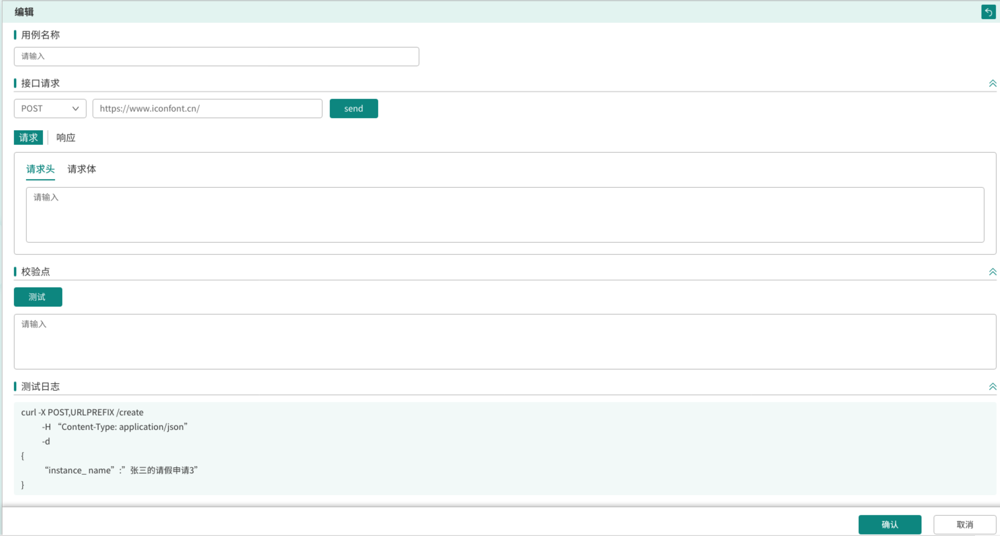 编辑
用例名称
请输入
接口请求
POST https://www.iconfont.cn/ send
请求 响应
请求头 请求体
请输入
校验点
测试
请输入
测试日志
curl -X POST,URLPREFIX /create
-H “Content-Type: application/json”
-d
{
“instance_ name”:”张三的请假申请3”
}
确认 取消